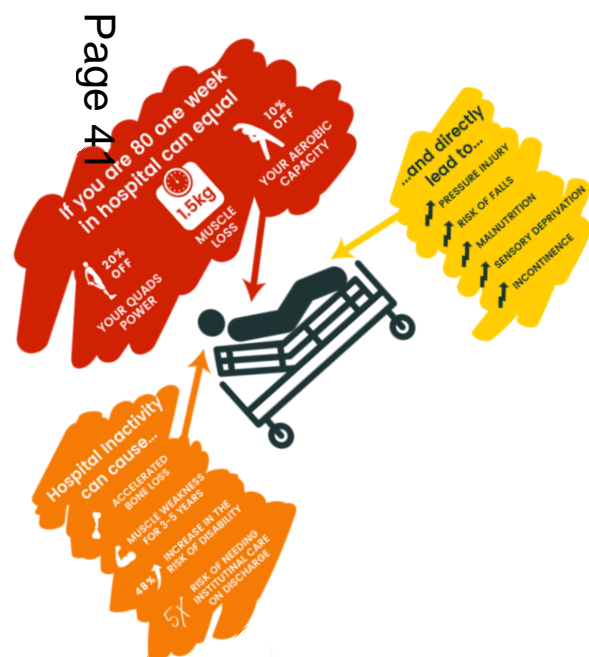 Page 41
If you are 80 one week
in hospital can equal
10%
OFF
YOUR AEROBIC
CAPACITY
1.5kg
MUSCLE
LOSS
20%
OFF
YOUR QUADS
POWER
...and directly
lead to...
PRESSURE INJURY
RISK OF FALLS
MALNUTRITION
SENSORY DEPRIVATION
INCONTINENCE
Hospital Inactivity
can cause...
ACCELERATED
BONE LOSS
MUSCLE WEAKNESS
FOR 3-5 YEARS
48%
INCREASE IN THE
RISK OF DISABILITY
5X
RISK OF NEEDING
INSTITUTINAL CARE
ON DISCHARGE